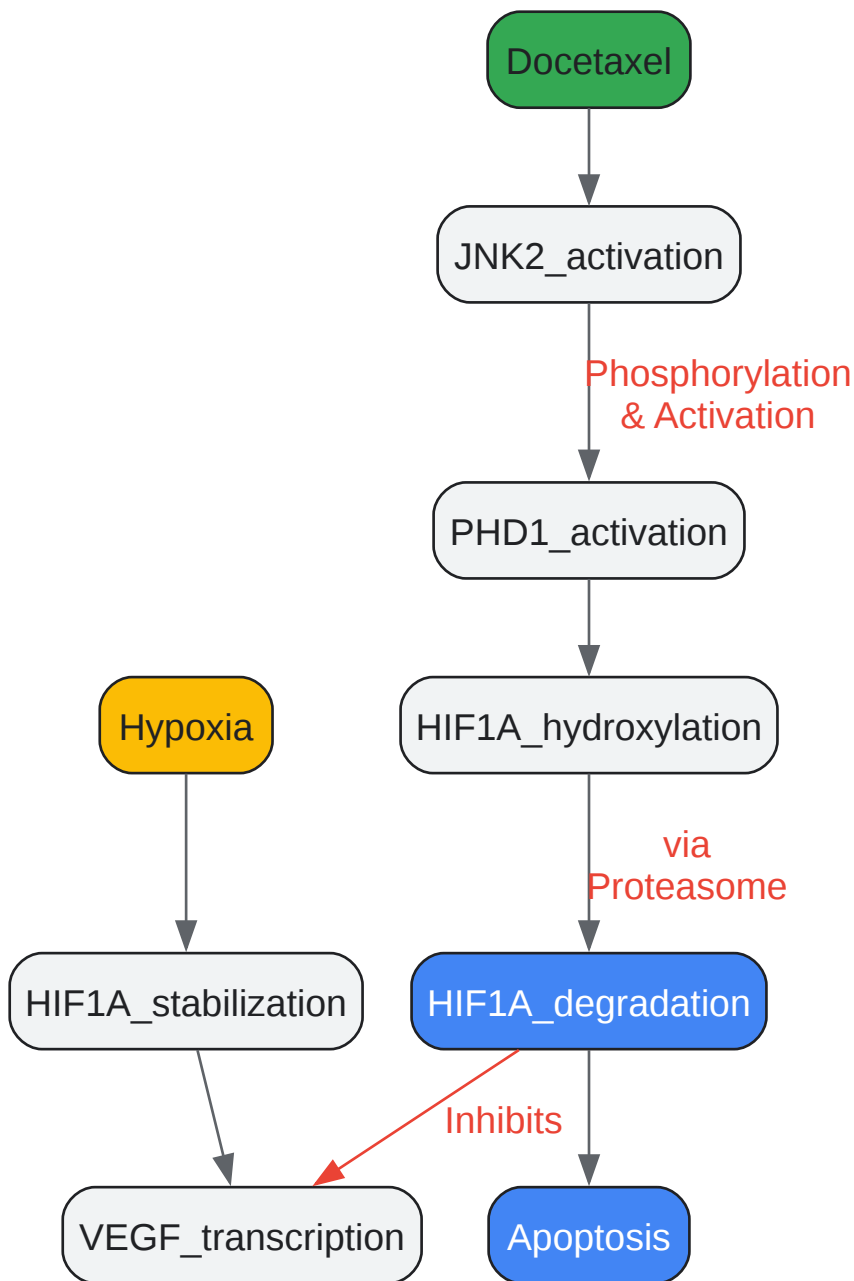 Docetaxel
JNK2_activation
Phosphorylation
& Activation
PHD1_activation
Hypoxia
HIF1A_hydroxylation
via
Proteasome
HIF1A_stabilization
HIF1A_degradation
Inhibits
VEGF_transcription
Apoptosis